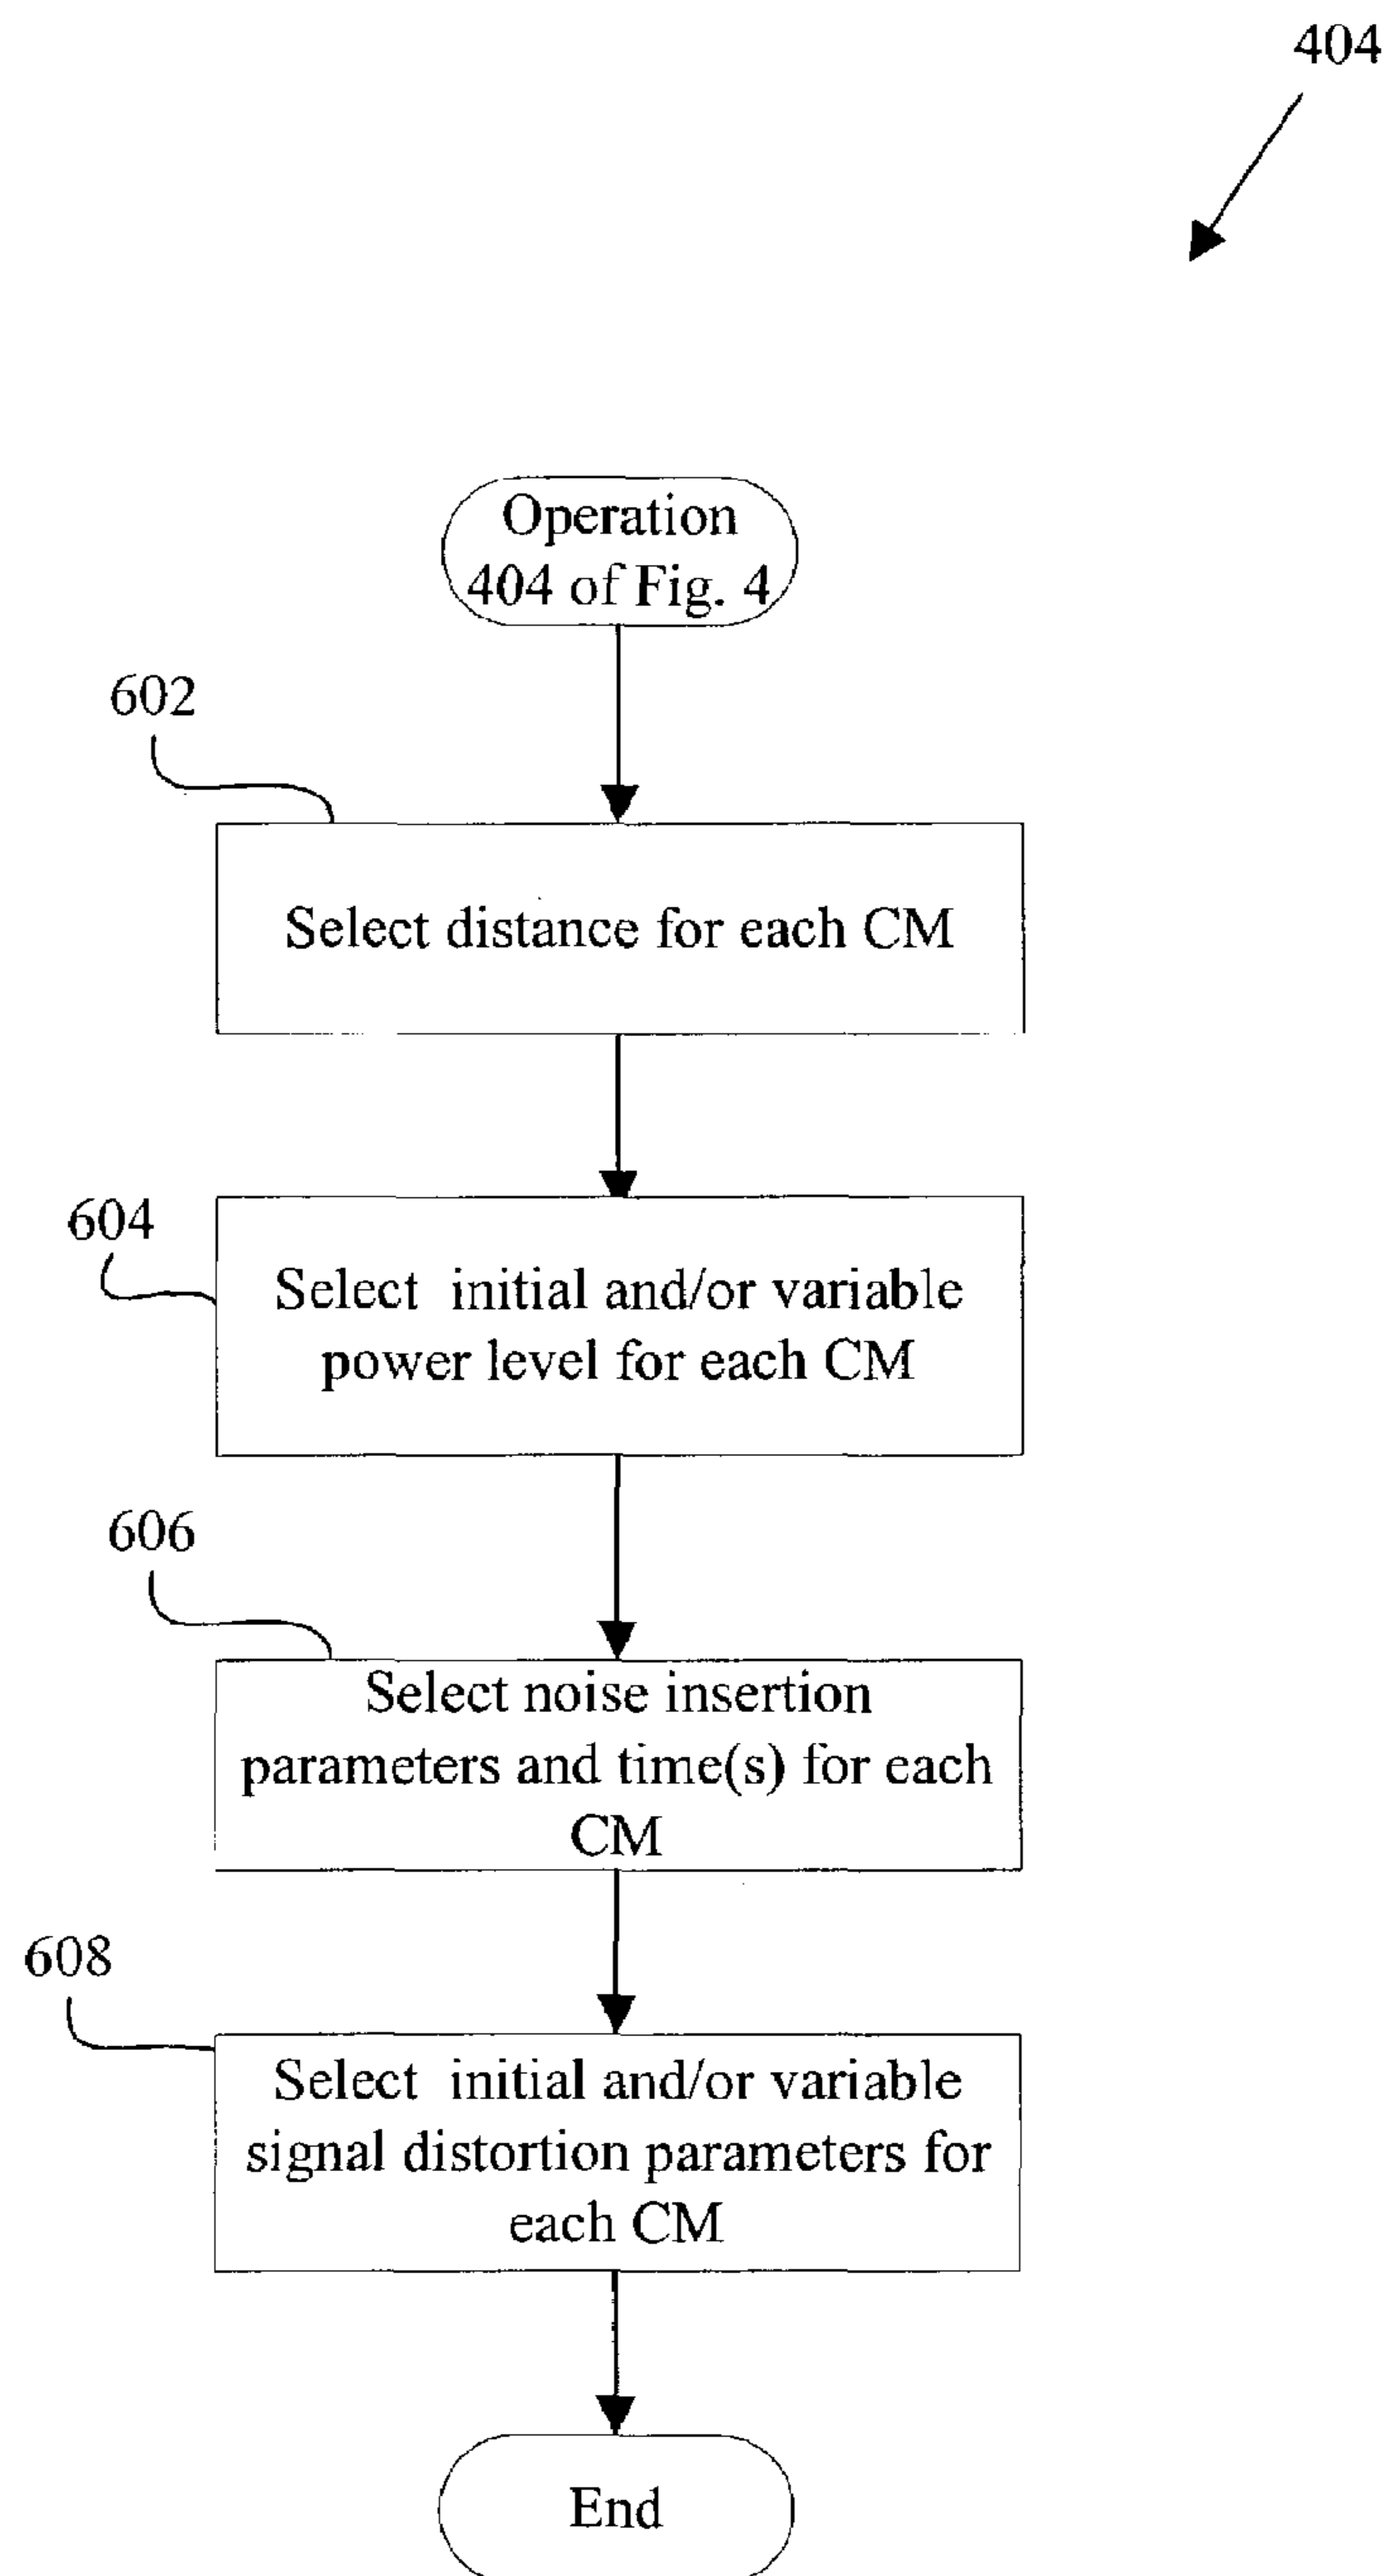 404
Operation
404 of Fig. 4
602
Select distance for each CM
604
Select initial and/or variable
power level for each CM
606
Select noise insertion
parameters and time(s) for each
CM
608
Select initial and/or variable
signal distortion parameters for
each CM
End